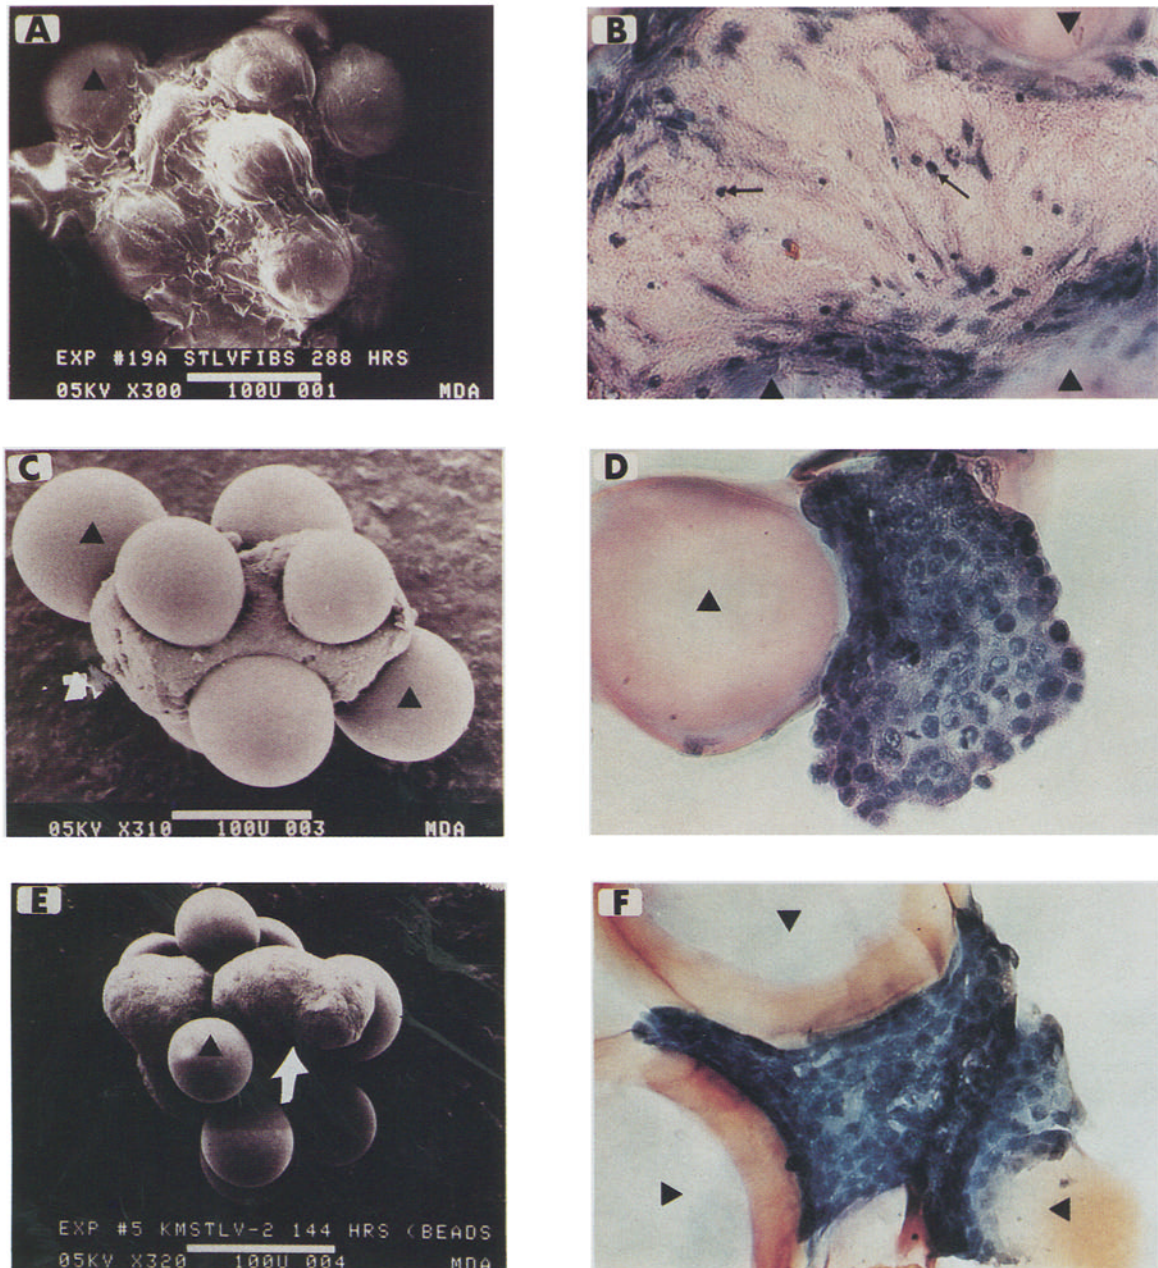 A
EXP #19A STLVFIBS 288 HRS
05KV X300 100U 001 MDA
B
C
05KV X310 100U 003 MDA
D
E
EXP #5 KMSTLV-2 144 HRS (BEADS
05KV X320 100U 004 MDA
F